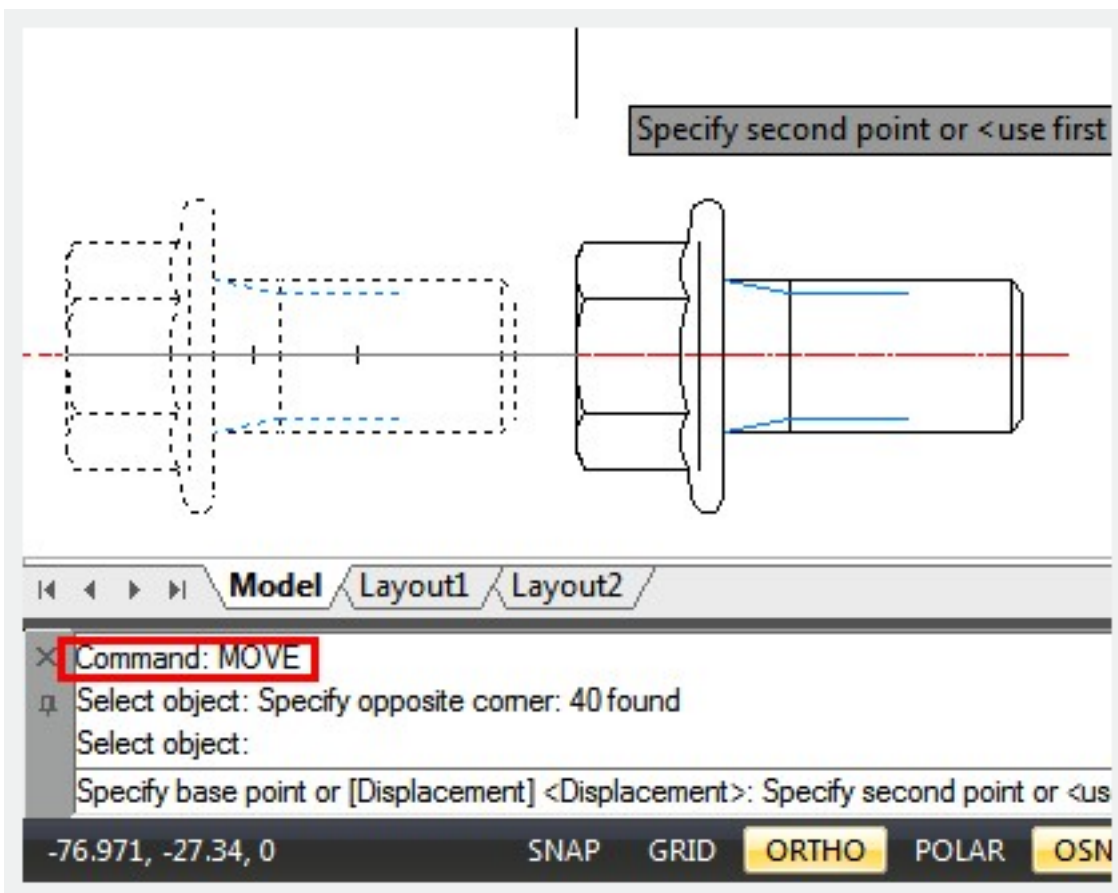 Specify second point or <use first
Model Layout1 Layout2
Command: MOVE
Select object: Specify opposite corner: 40 found
Select object:
Specify base point or [Displacement] <Displacement>: Specify second point or <us
-76.971, -27.34, 0 SNAP GRID ORTHO POLAR OSN